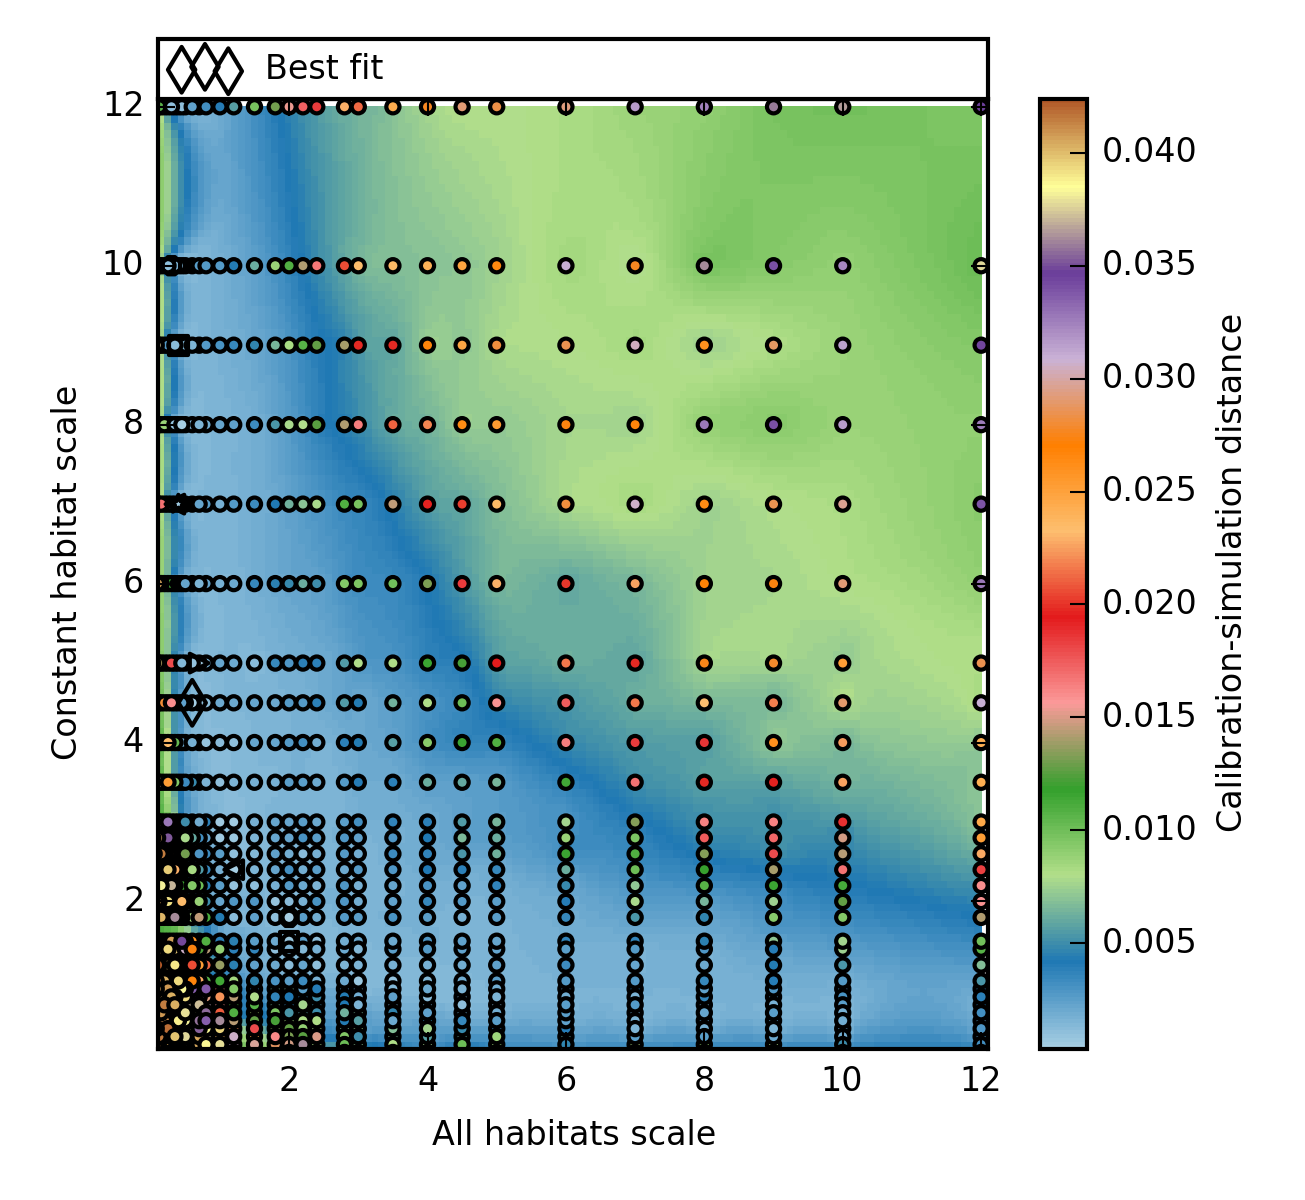 Best fit
12
10
8
6
4
2
Constant habitat scale
2 4 6 8 10 12
All habitats scale
0.040
0.035
0.030
0.025
0.020
0.015
0.010
0.005
Calibration-simulation distance